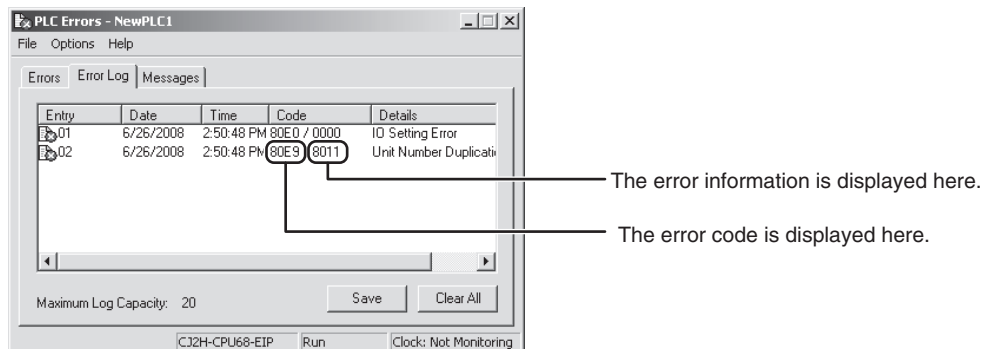 PLC Errors - NewPLC1
File Options Help
Errors Error Log Messages
Entry Date Time Code Details
01 6/26/2008 2:50:48 PM 80E0 / 0000 IO Setting Error
02 6/26/2008 2:50:48 PM 80E9 8011 Unit Number Duplicati
The error information is displayed here.
The error code is displayed here.
Maximum Log Capacity: 20 Save Clear All
CJ2H-CPU68-EIP Run Clock: Not Monitoring